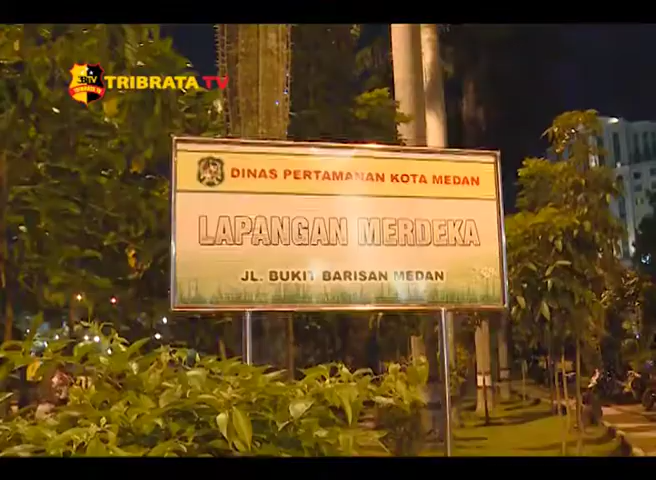 TRIBRATA TV
DINAS PERTAMANAN KOTA MEDAN
LAPANGAN MERDEKA
JL. BUKIT BARISAN MEDAN